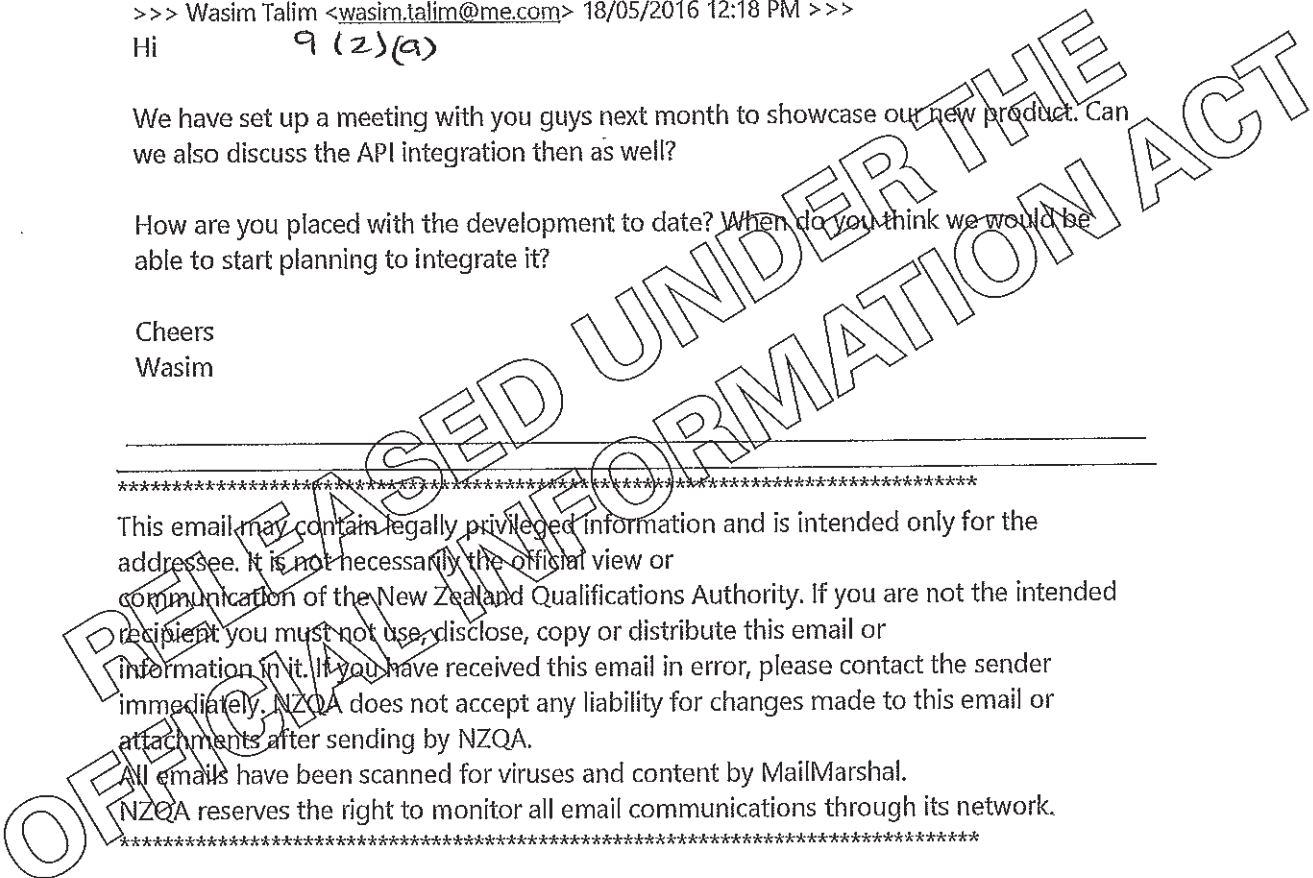 >>> Wasim Talim <wasim.talim@me.com> 18/05/2016 12:18 PM >>>
Hi 9 (2)(a)
We have set up a meeting with you guys next month to showcase our new product. Can
we also discuss the API integration then as well?
How are you placed with the development to date? When do you think we would be
able to start planning to integrate it?
Cheers
Wasim
*******************************************************************************
This email may contain legally privileged information and is intended only for the
addressee. It is not necessarily the official view or
communication of the New Zealand Qualifications Authority. If you are not the intended
recipient you must not use, disclose, copy or distribute this email or
information in it. If you have received this email in error, please contact the sender
immediately. NZQA does not accept any liability for changes made to this email or
attachments after sending by NZQA.
All emails have been scanned for viruses and content by MailMarshal.
NZQA reserves the right to monitor all email communications through its network.
*******************************************************************************
RELEASED UNDER THE
OFFICIAL INFORMATION ACT